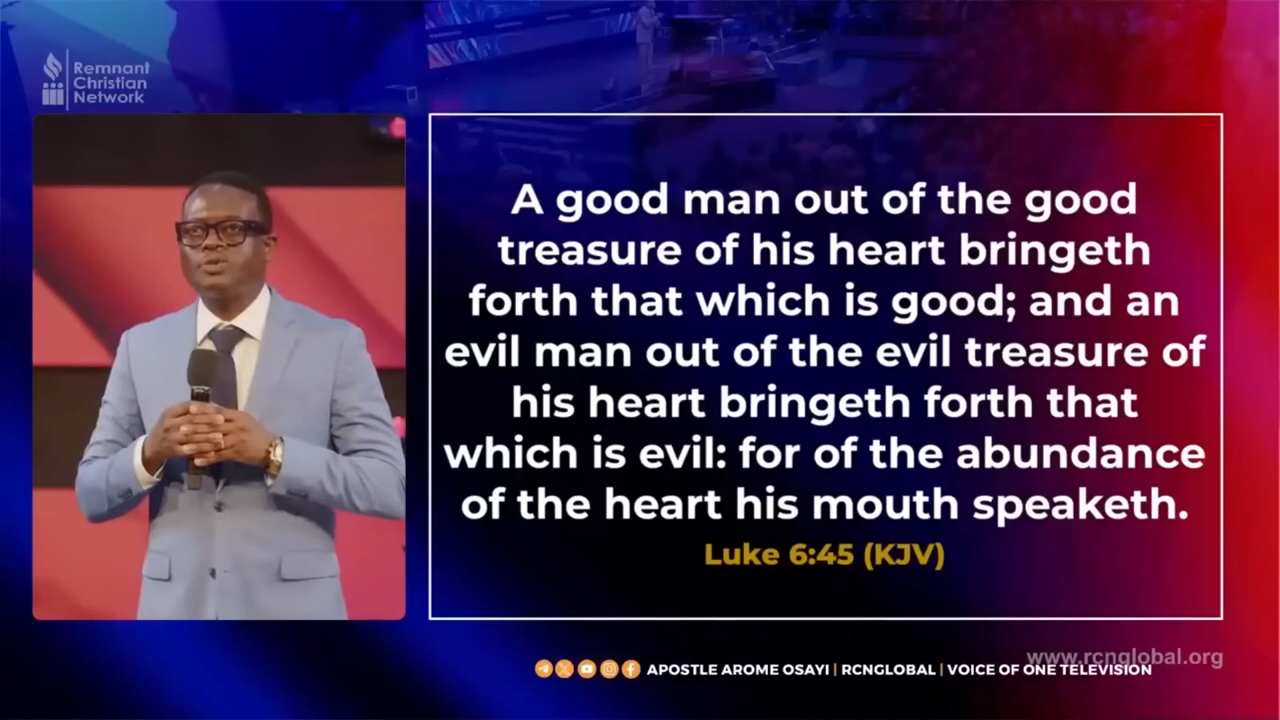 Remnant
Christian
Network
A good man out of the good
treasure of his heart bringeth
forth that which is good; and an
evil man out of the evil treasure of
his heart bringeth forth that
which is evil: for of the abundance
of the heart his mouth speaketh.
Luke 6:45 (KJV)
www.rcnglobal.org
APOSTLE AROME OSAYI | RCNGLOBAL | VOICE OF ONE TELEVISION